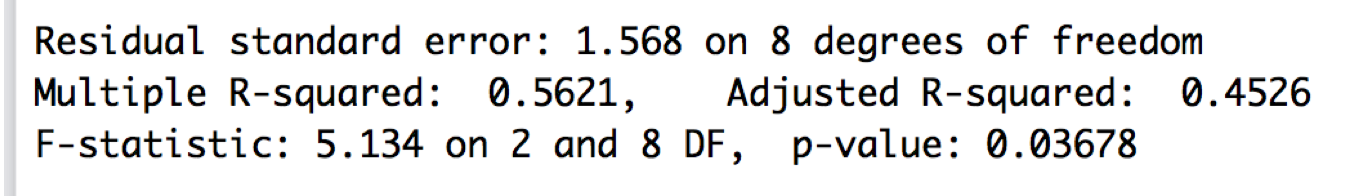 Residual standard error: 1.568 on 8 degrees of freedom
Multiple R-squared:  0.5621,    Adjusted R-squared:  0.4526
F-statistic: 5.134 on 2 and 8 DF,  p-value: 0.03678